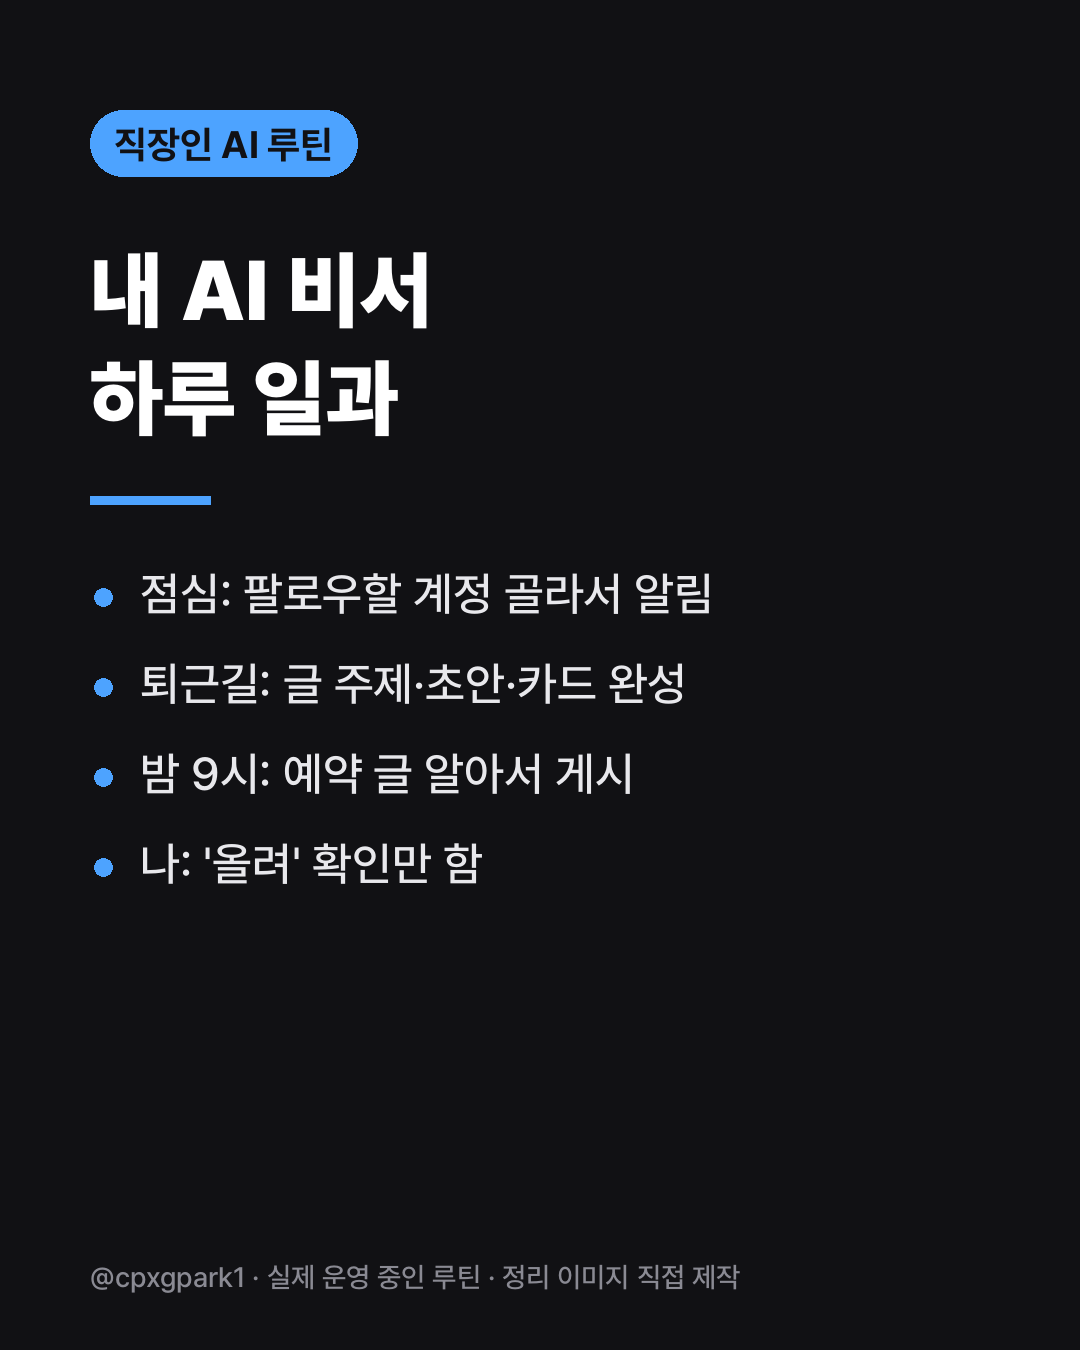 직장인 AI 루틴
내 AI 비서
하루 일과
점심: 팔로우할 계정 골라서 알림
퇴근길: 글 주제·초안·카드 완성
밤 9시: 예약 글 알아서 게시
나: '올려' 확인만 함
@cpxgpark1 · 실제 운영 중인 루틴 · 정리 이미지 직접 제작